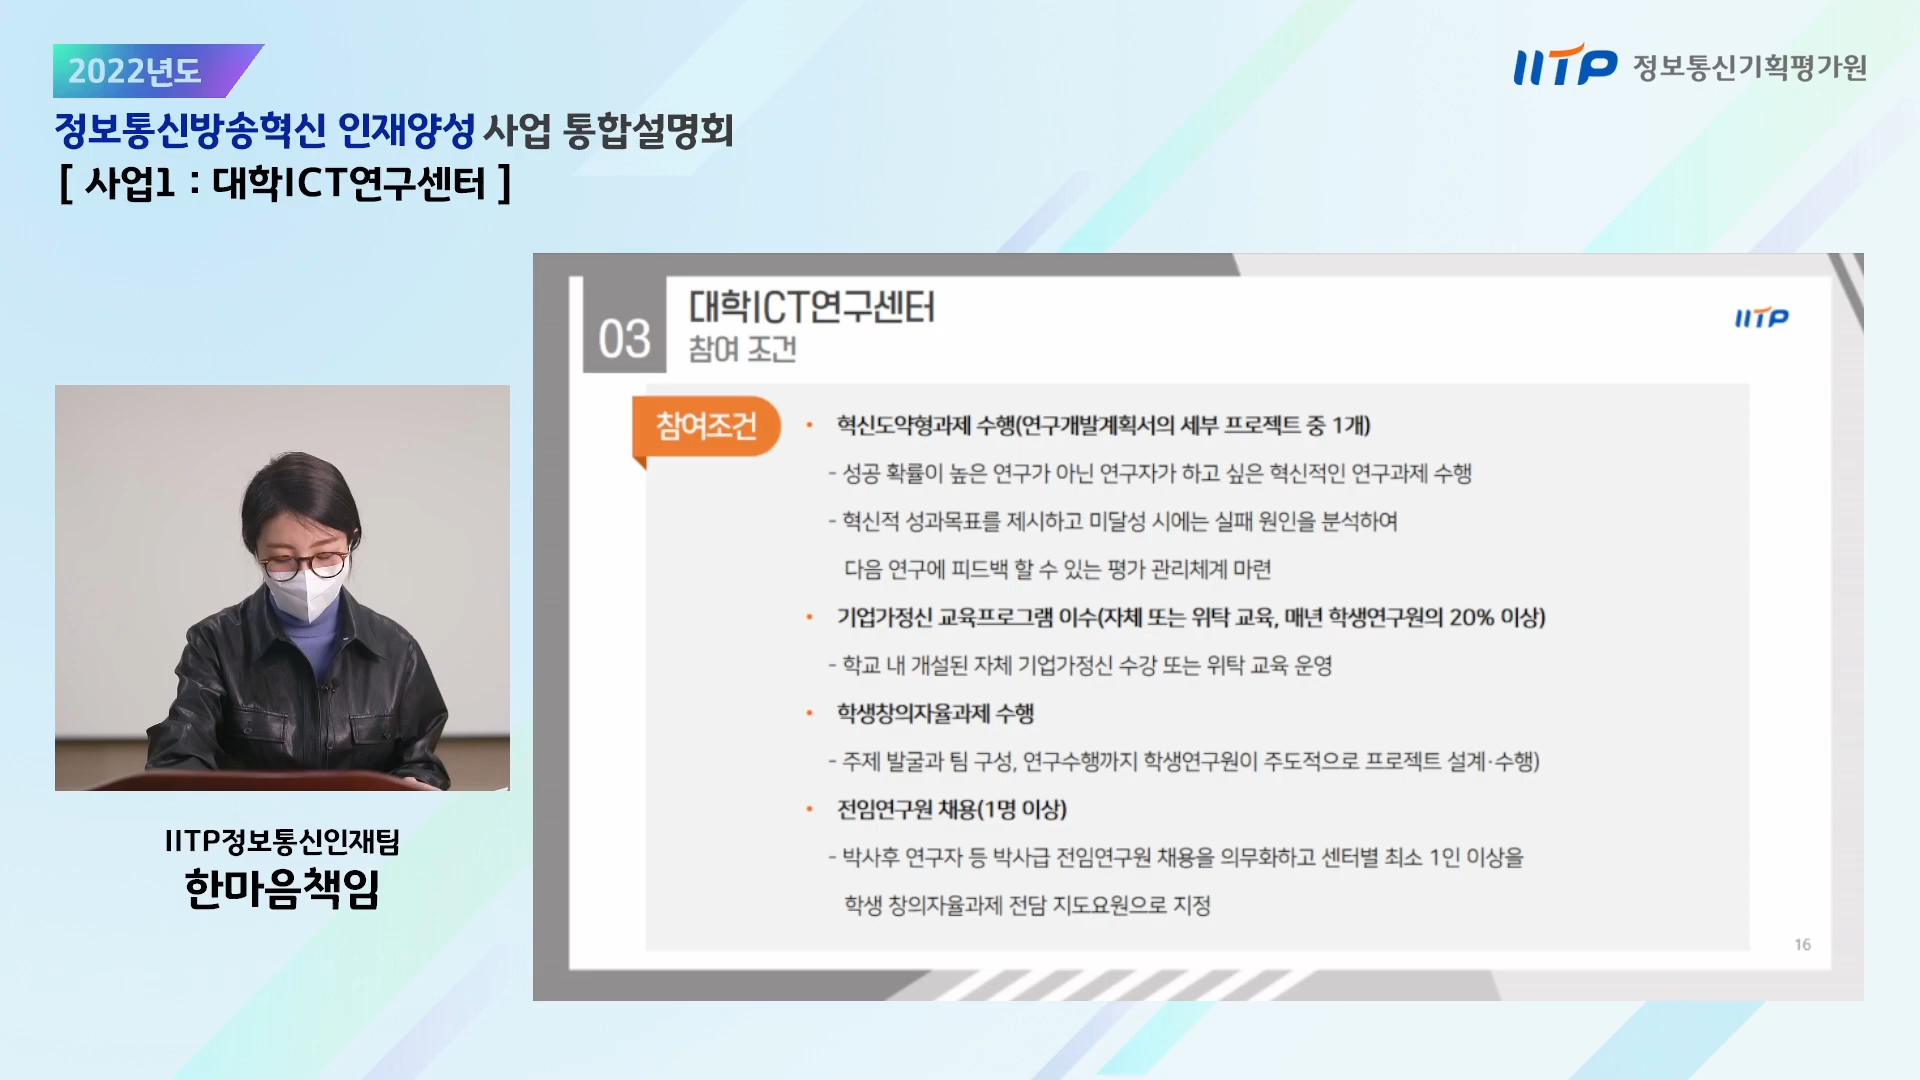 2022년도
정보통신방송혁신 인재양성 사업 통합설명회
[ 사업1 : 대학ICT연구센터 ]
IITP 정보통신기획평가원
03
대학ICT연구센터
참여 조건
IITP
참여조건
• 혁신도약형과제 수행(연구개발계획서의 세부 프로젝트 중 1개)
- 성공 확률이 높은 연구가 아닌 연구자가 하고 싶은 혁신적인 연구과제 수행
- 혁신적 성과목표를 제시하고 미달성 시에는 실패 원인을 분석하여
다음 연구에 피드백 할 수 있는 평가 관리체계 마련
• 기업가정신 교육프로그램 이수(자체 또는 위탁 교육, 매년 학생연구원의 20% 이상)
- 학교 내 개설된 자체 기업가정신 수강 또는 위탁 교육 운영
• 학생창의자율과제 수행
- 주제 발굴과 팀 구성, 연구수행까지 학생연구원이 주도적으로 프로젝트 설계·수행)
• 전임연구원 채용(1명 이상)
- 박사후 연구자 등 박사급 전임연구원 채용을 의무화하고 센터별 최소 1인 이상을
학생 창의자율과제 전담 지도요원으로 지정
16
IITP정보통신인재팀
한마음책임